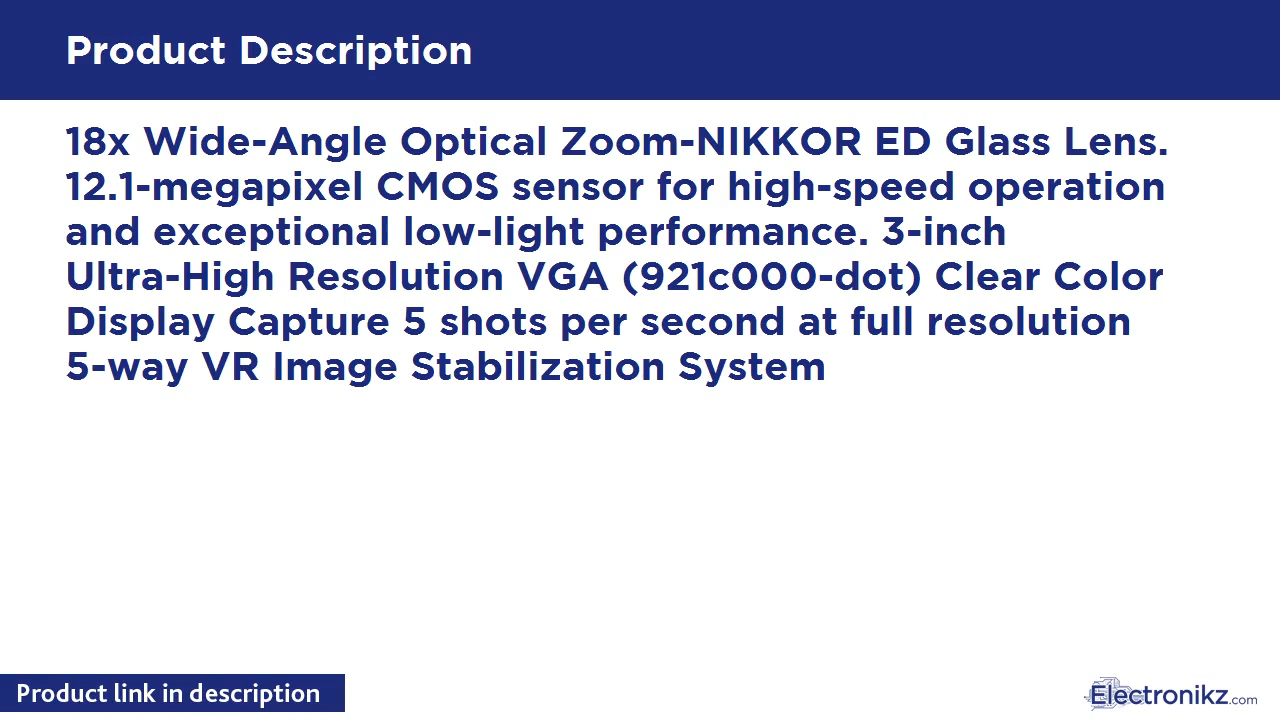 Product Description
18x Wide-Angle Optical Zoom-NIKKOR ED Glass Lens.
12.1-megapixel CMOS sensor for high-speed operation
and exceptional low-light performance. 3-inch
Ultra-High Resolution VGA (921c000-dot) Clear Color
Display Capture 5 shots per second at full resolution
5-way VR Image Stabilization System
Product link in description
Electronikz.com